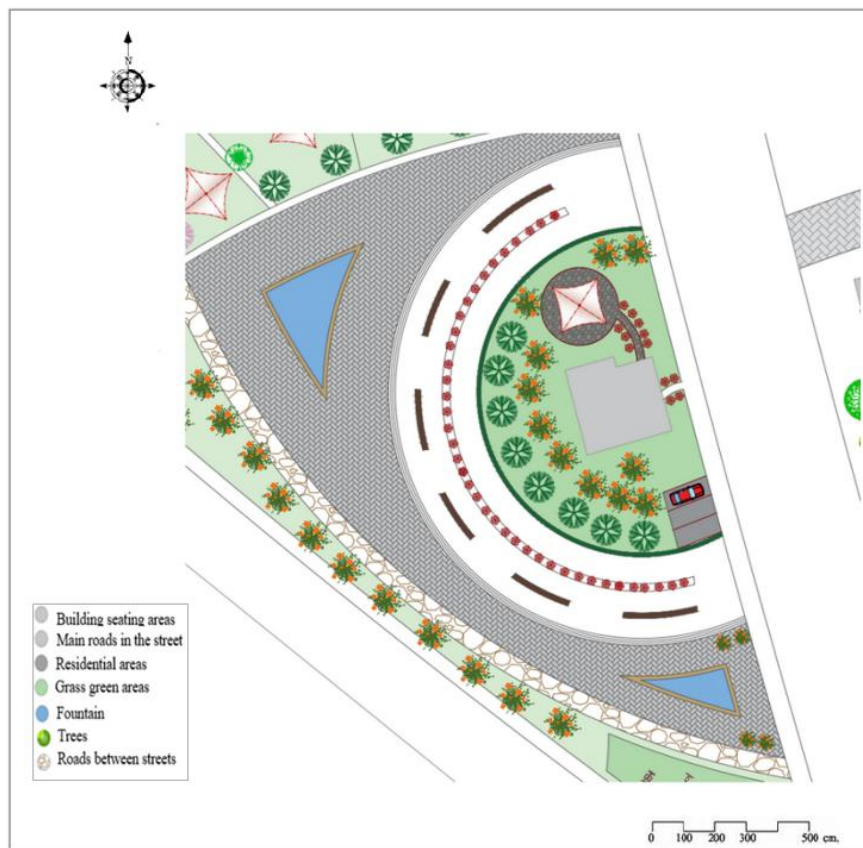 N
Building seating areas
Main roads in the street
Residential areas
Grass green areas
Fountain
Trees
Roads between streets
0 100 200 300 500 cm.